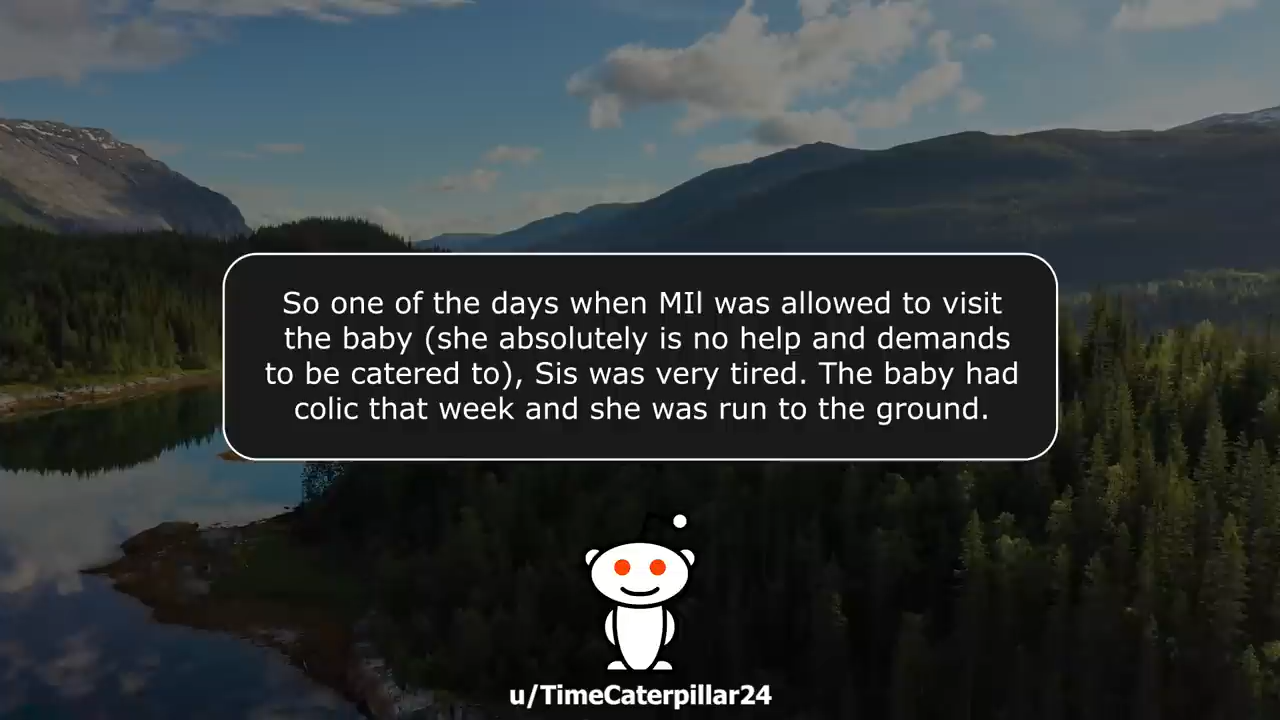 So one of the days when MIl was allowed to visit
the baby (she absolutely is no help and demands
to be catered to), Sis was very tired. The baby had
colic that week and she was run to the ground.
u/TimeCaterpillar24